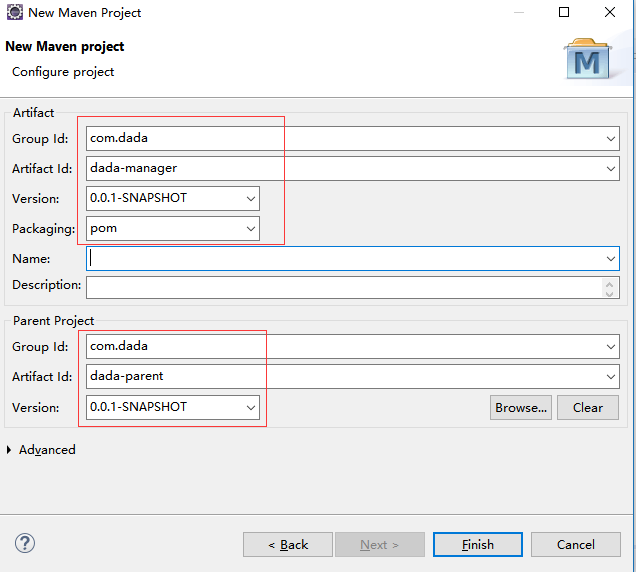 New Maven Project
New Maven project
Configure project
M
Artifact
Group Id: com.dada
Artifact Id: dada-manager
Version: 0.0.1-SNAPSHOT
Packaging: pom
Name:
Description:
Parent Project
Group Id: com.dada
Artifact Id: dada-parent
Version: 0.0.1-SNAPSHOT Browse... Clear
Advanced
? < Back Next > Finish Cancel